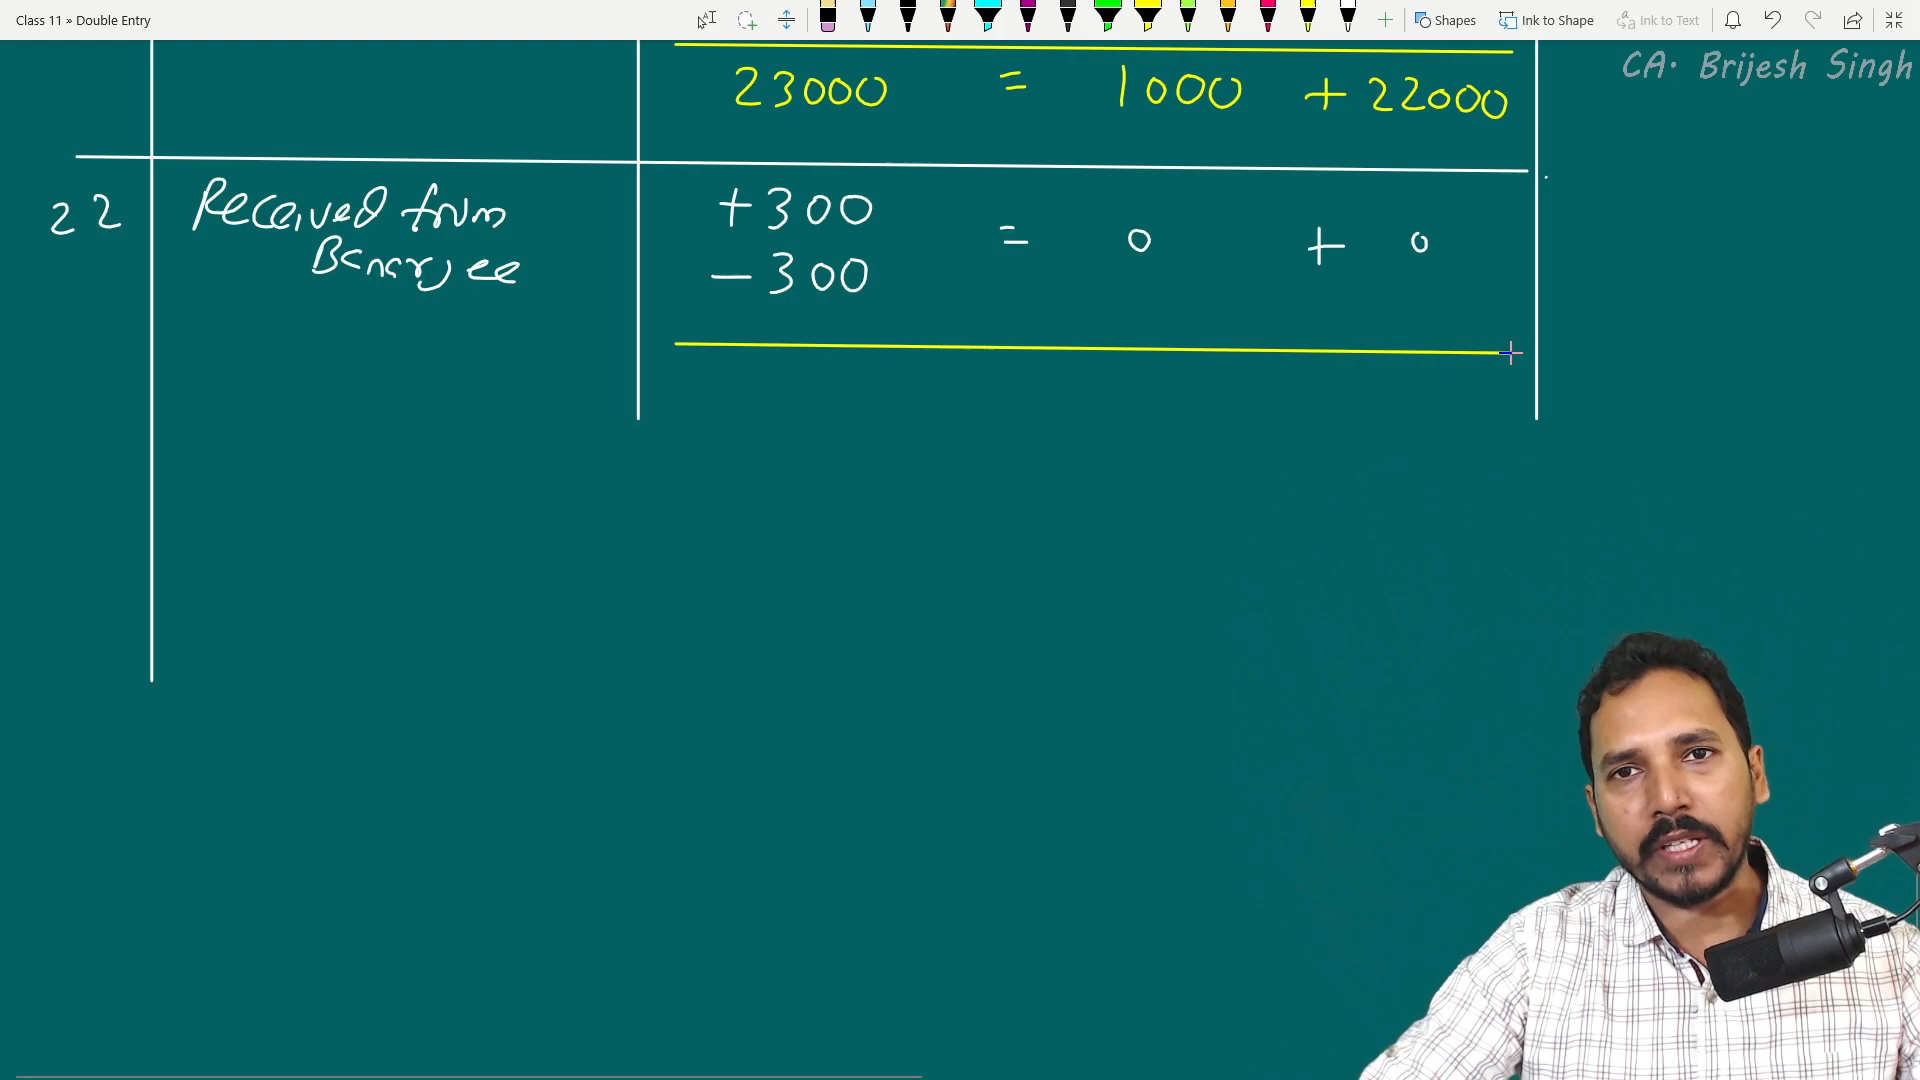 Class 11 » Double Entry
Shapes
Ink to Shape
Ink to Text
CA. Brijesh Singh
23000 = 1000 + 22000
22 Received from +300
Banarjee = 0 + 0
-300